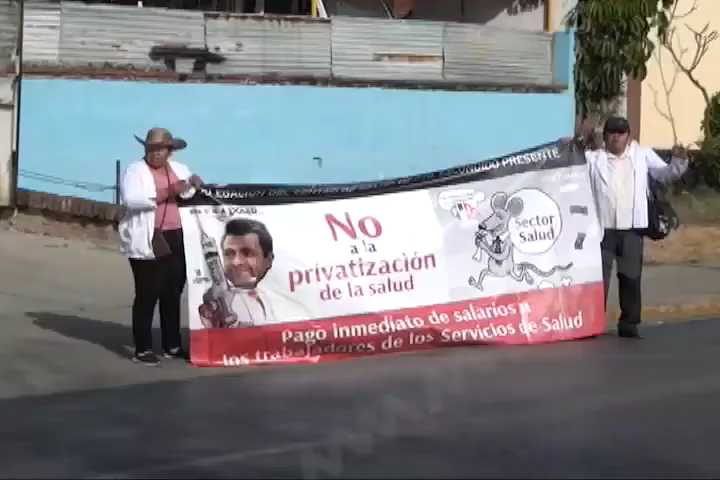 PRESENTE
No
a la
privatización
de la salud
Sector
Salud
Pago Inmediato de salarios a
los trabajadores de los Servicios de Salud